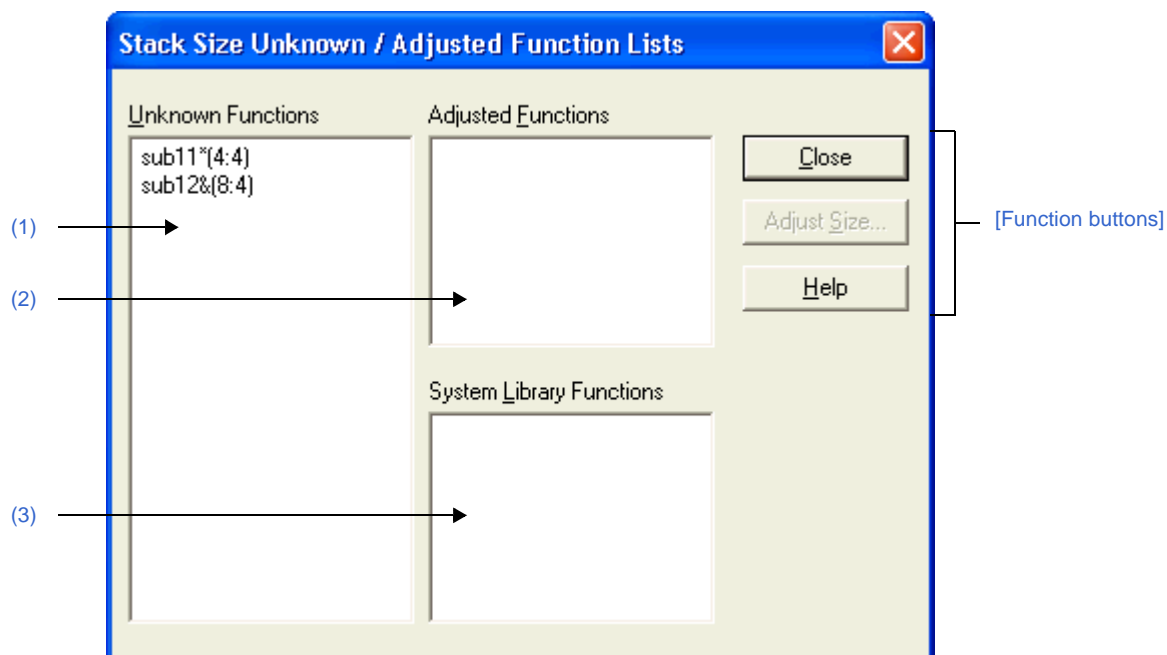 Stack Size Unknown / Adjusted Function Lists
Unknown Functions
Adjusted Functions
sub11*(4:4)
sub12&(8:4)
Close
Adjust Size...
Help
[Function buttons]
(1)
(2)
System Library Functions
(3)